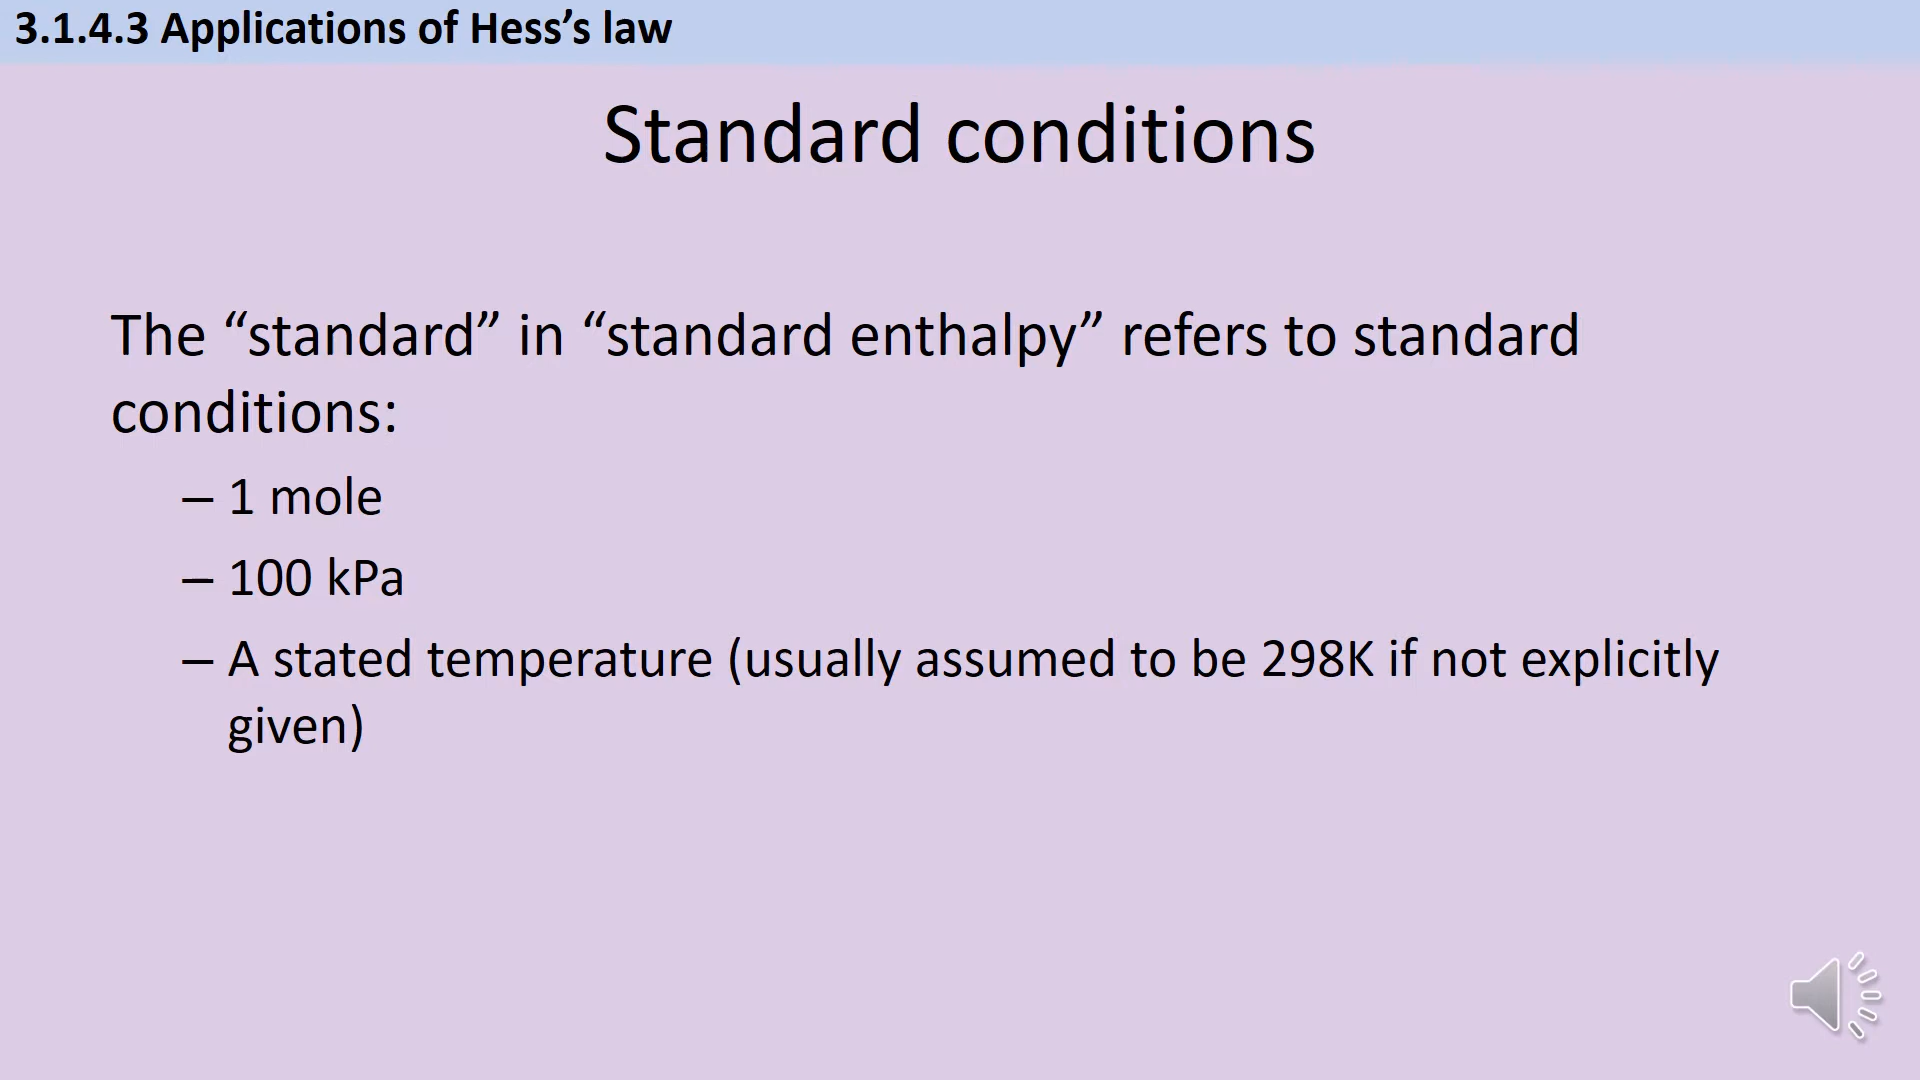 3.1.4.3 Applications of Hess’s law
Standard conditions
The “standard” in “standard enthalpy” refers to standard
conditions:
– 1 mole
– 100 kPa
– A stated temperature (usually assumed to be 298K if not explicitly
given)